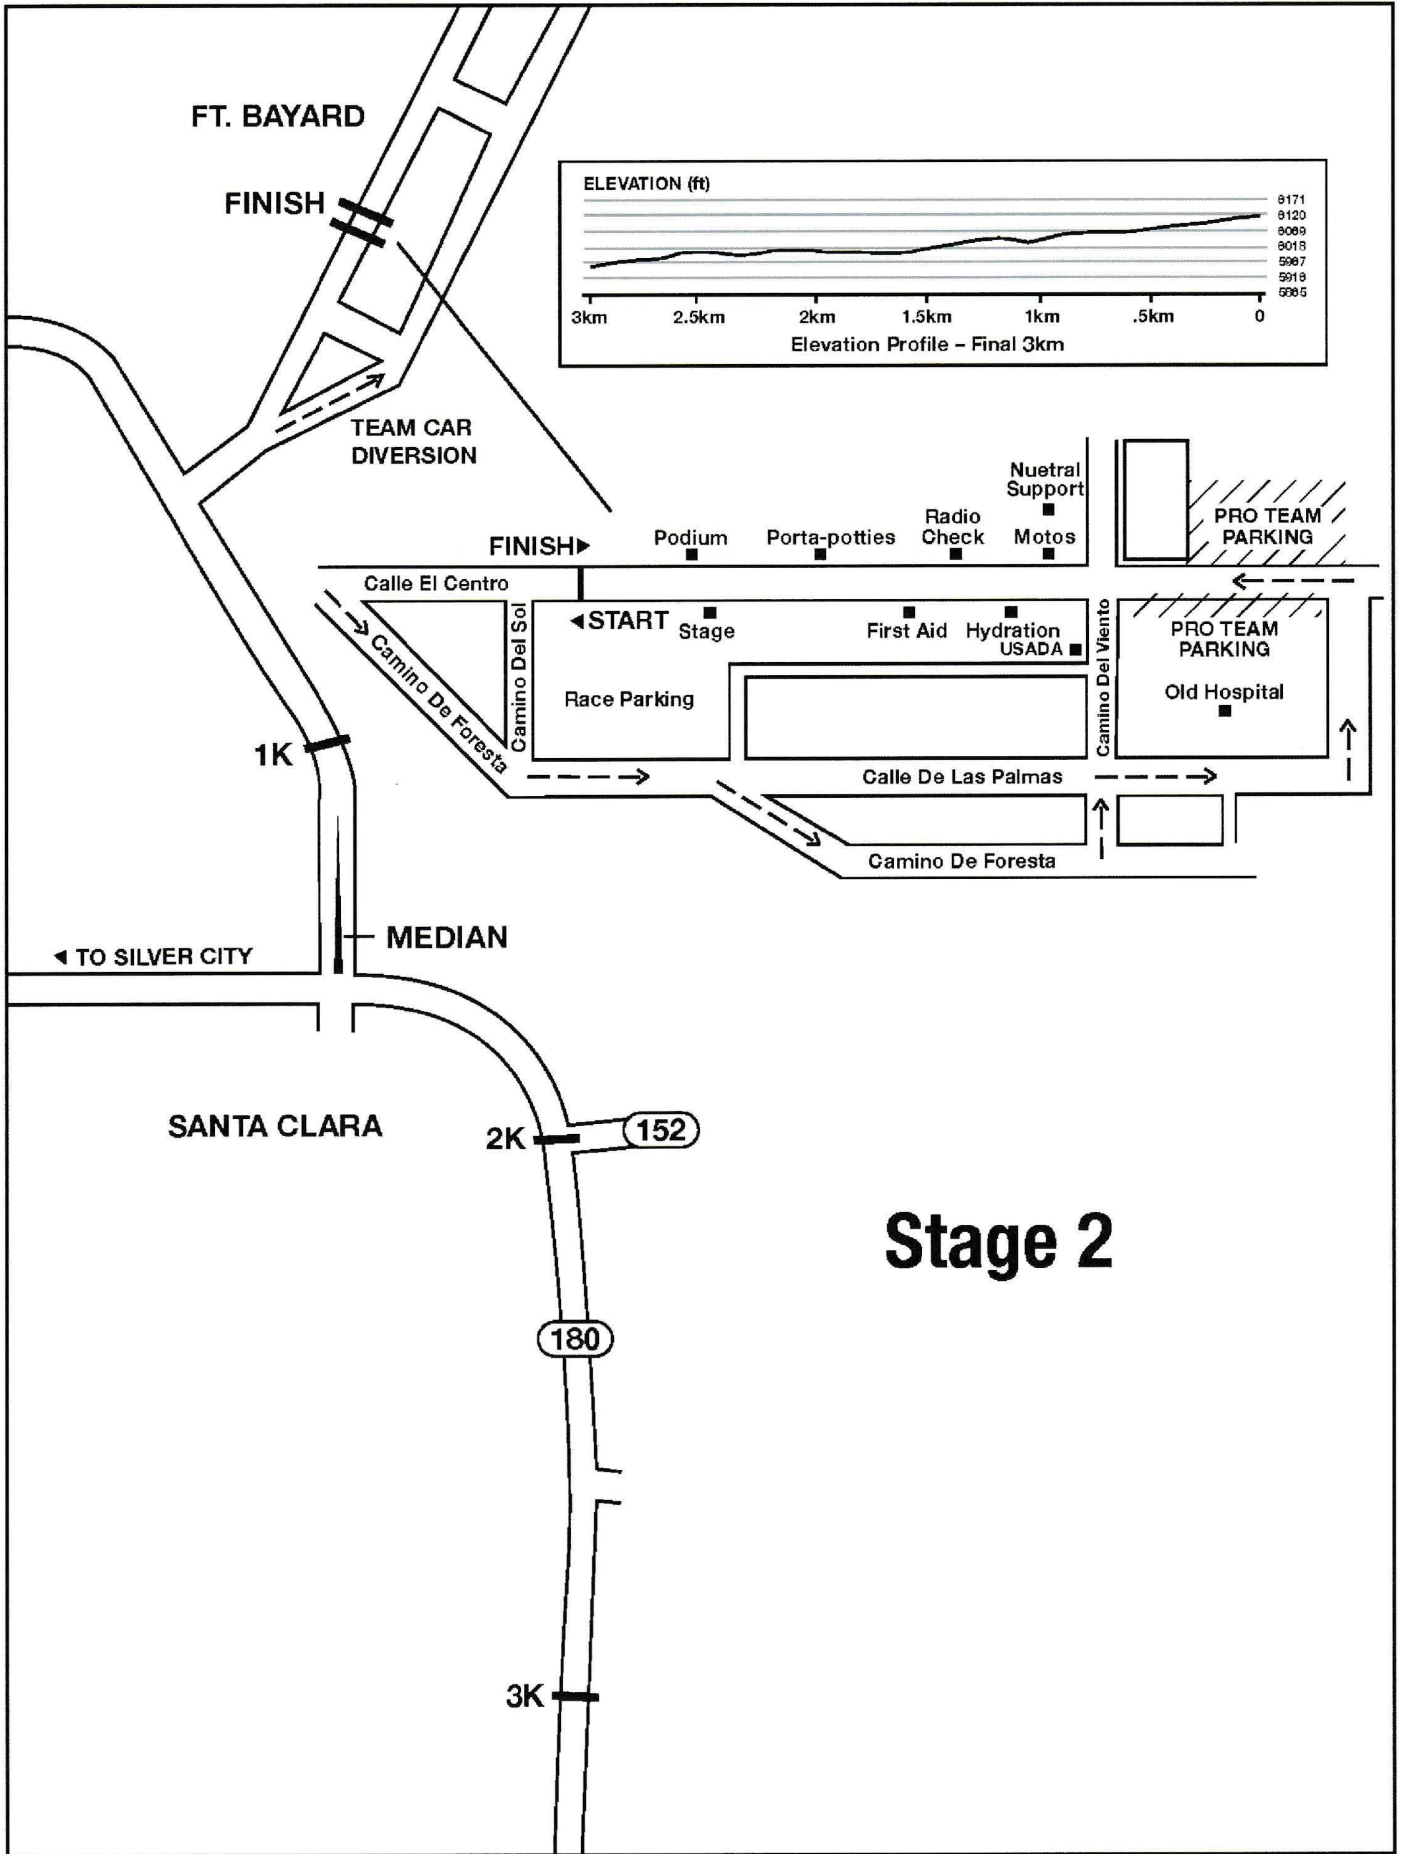 FT. BAYARD
FINISH
ELEVATION (ft)
6171
6120
6069
6018
5967
5916
5865
3km 2.5km 2km 1.5km 1km .5km 0
Elevation Profile – Final 3km
TEAM CAR
DIVERSION
Nuetral
Support
PRO TEAM
PARKING
FINISH
Podium
Porta-potties
Radio
Check
Motos
Calle El Centro
START
Stage
First Aid
Hydration
USADA
PRO TEAM
PARKING
Camino De Foresta
Camino Del Sol
Race Parking
Camino Del Viento
Old Hospital
1K
Calle De Las Palmas
Camino De Foresta
MEDIAN
TO SILVER CITY
SANTA CLARA
2K
152
Stage 2
180
3K